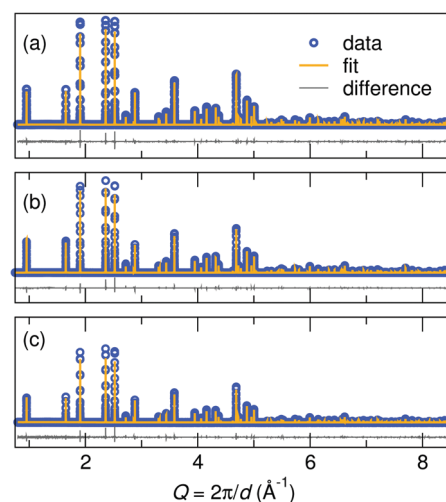 (a)
data
fit
difference
(b)
(c)
2 4 6 8
Q = 2π/d (Å⁻¹)